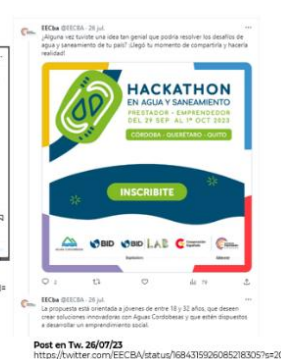 EECba @EECBA · 26 jul.
¿Alguna vez tuviste una idea tan genial que podría resolver los desafíos de
agua y saneamiento de tu país? ¡Llegó tu momento de compartirla y hacerla
realidad!
HACKATHON
EN AGUA Y SANEAMIENTO
PRESTADOR - EMPRENDEDOR
DEL 29 SEP AL 1° OCT 2023
CÓRDOBA - QUERÉTARO - QUITO
INSCRIBITE
BID BID LAB
2
79
EECba @EECBA · 26 jul.
La propuesta está orientada a jóvenes de entre 18 y 32 años, que deseen
crear soluciones innovadoras con Aguas Cordobesas y que estén dispuestos
a desarrollar un emprendimiento social.
Post en Tw. 26/07/23
https://twitter.com/EECBA/status/1684315926085218305?s=20